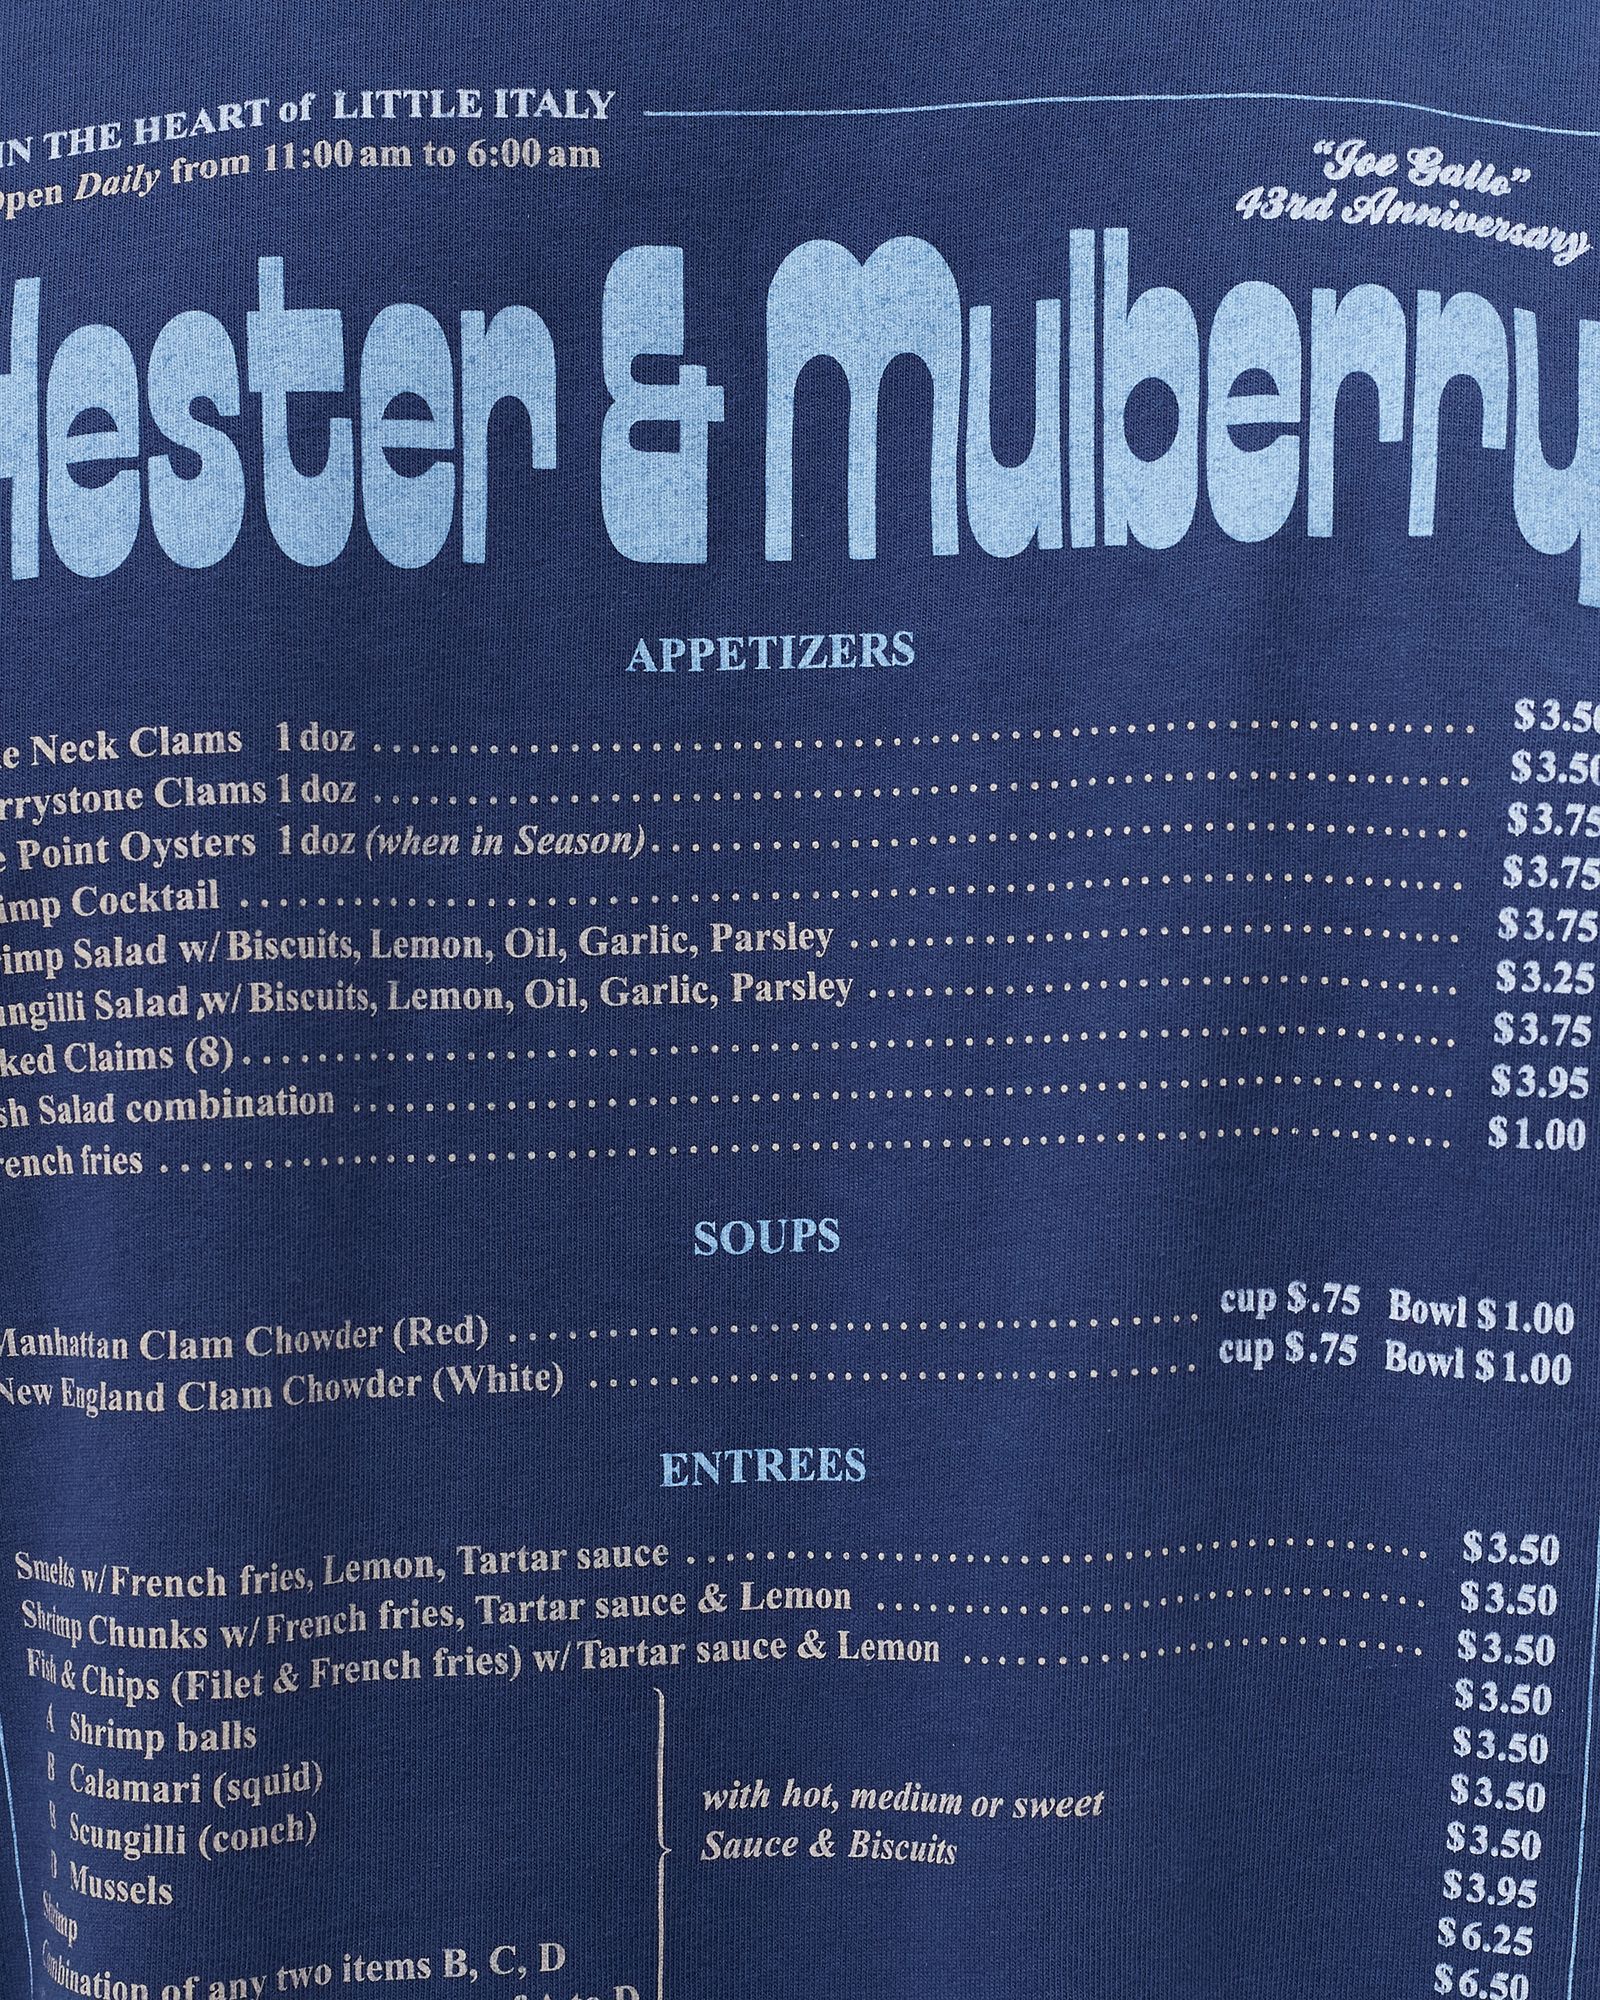 IN THE HEART of LITTLE ITALY
Open Daily from 11:00 am to 6:00 am
“Joe Gallo”
43rd Anniversary
Hester & Mulberry
APPETIZERS
Neck Clams 1 doz $3.50
rrystone Clams 1 doz $3.50
Point Oysters 1 doz (when in Season) $3.75
imp Cocktail $3.75
imp Salad w/ Biscuits, Lemon, Oil, Garlic, Parsley $3.75
ngilli Salad ,w/ Biscuits, Lemon, Oil, Garlic, Parsley $3.25
ked Claims (8) $3.75
sh Salad combination $3.95
rench fries $1.00
SOUPS
Manhattan Clam Chowder (Red) cup $.75 Bowl $1.00
New England Clam Chowder (White) cup $.75 Bowl $1.00
ENTREES
Smelts w/ French fries, Lemon, Tartar sauce $3.50
Shrimp Chunks w/ French fries, Tartar sauce & Lemon $3.50
Fish & Chips (Filet & French fries) w/ Tartar sauce & Lemon $3.50
A Shrimp balls $3.50
B Calamari (squid) $3.50
Scungilli (conch) $3.50
D Mussels $3.50
with hot, medium or sweet
Sauce & Biscuits
Shrimp $3.95
Combination of any two items B, C, D $6.25
$6.50